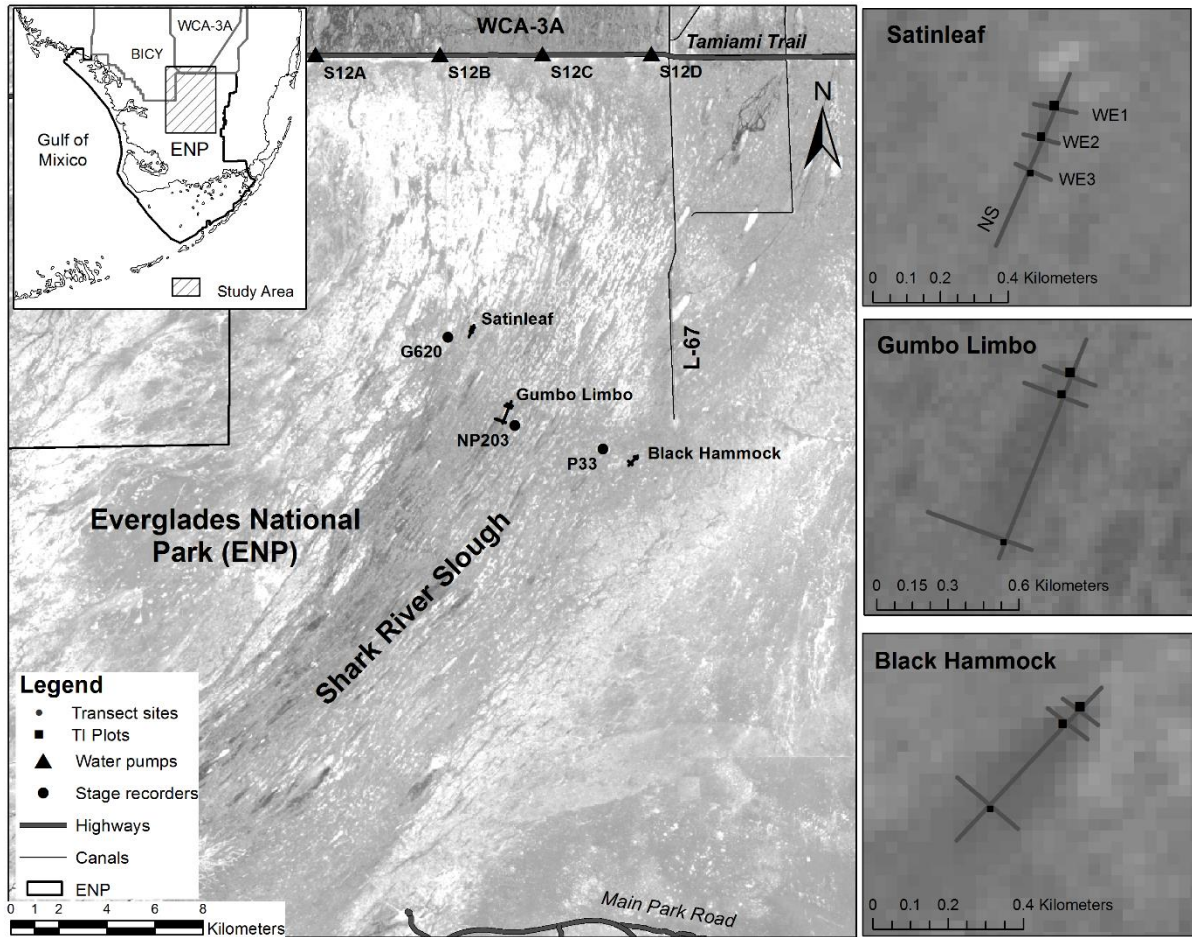 WCA-3A
BICY
Gulf of
Mixico
ENP
Study Area
WCA-3A
Tamiami Trail
S12A
S12B
S12C
S12D
N
L-67
Satinleaf
G620
Gumbo Limbo
NP203
P33
Black Hammock
Everglades National
Park (ENP)
Shark River Slough
Legend
Transect sites
TI Plots
Water pumps
Stage recorders
Highways
Canals
ENP
0 1 2 4 6 8
Kilometers
Main Park Road
Satinleaf
WE1
WE2
WE3
NS
0 0.1 0.2 0.4 Kilometers
Gumbo Limbo
0 0.15 0.3 0.6 Kilometers
Black Hammock
0 0.1 0.2 0.4 Kilometers